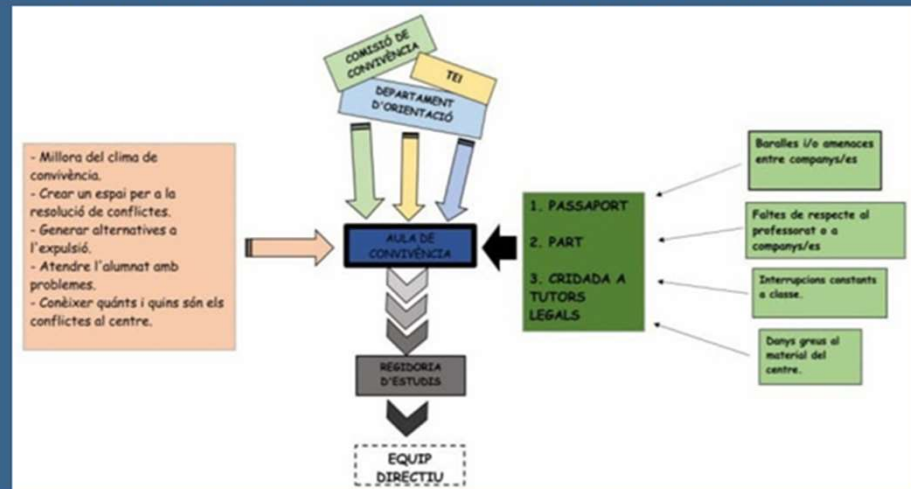 COMISSIÓ DE
CONVIVÈNCIA
TEI
DEPARTAMENT
D'ORIENTACIÓ
- Millora del clima de
convivència.
- Crear un espai per a la
resolució de conflictes.
- Generar alternatives a
l'expulsió.
- Atendre l'alumnat amb
problemes.
- Conèixer quánts i quins són els
conflictes al centre.
AULA DE
CONVIVÈNCIA
1. PASSAPORT
2. PART
3. CRIDADA A
TUTORS
LEGALS
Baralles i/o amenaces
entre companys/es
Faltes de respecte al
professorat o a
companys/es
Interrupcions constants
a classe.
Danys greus al
material del
centre.
REGIDORIA
D'ESTUDIS
EQUIP
DIRECTIU